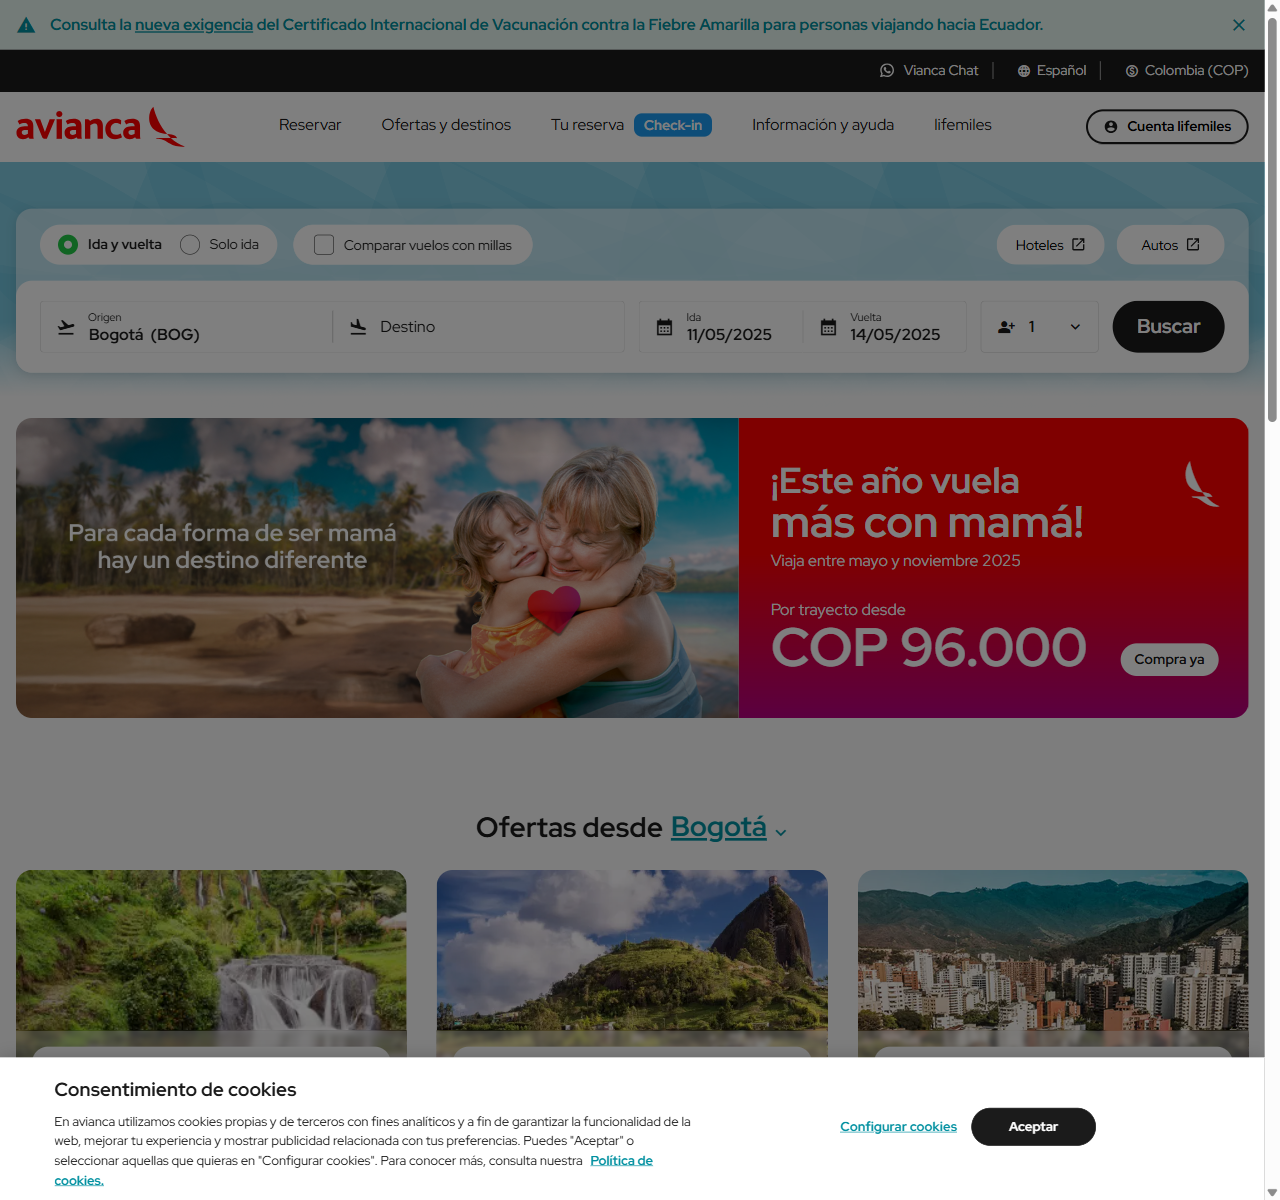 Consulta la nueva exigencia del Certificado Internacional de Vacunación contra la Fiebre Amarilla para personas viajando hacia Ecuador.
Vianca Chat
Español
Colombia (COP)
avianca
Reservar
Ofertas y destinos
Tu reserva
Check-in
Información y ayuda
lifemiles
Cuenta lifemiles
Ida y vuelta
Solo ida
Comparar vuelos con millas
Hoteles
Autos
Origen
Bogotá (BOG)
Destino
Ida
11/05/2025
Vuelta
14/05/2025
1
Buscar
Para cada forma de ser mamá
hay un destino diferente
¡Este año vuela
más con mamá!
Viaja entre mayo y noviembre 2025
Por trayecto desde
COP 96.000
Compra ya
Ofertas desde Bogotá
Consentimiento de cookies
En avianca utilizamos cookies propias y de terceros con fines analíticos y a fin de garantizar la funcionalidad de la
web, mejorar tu experiencia y mostrar publicidad relacionada con tus preferencias. Puedes "Aceptar" o
seleccionar aquellas que quieras en "Configurar cookies". Para conocer más, consulta nuestra Política de
cookies.
Configurar cookies
Aceptar